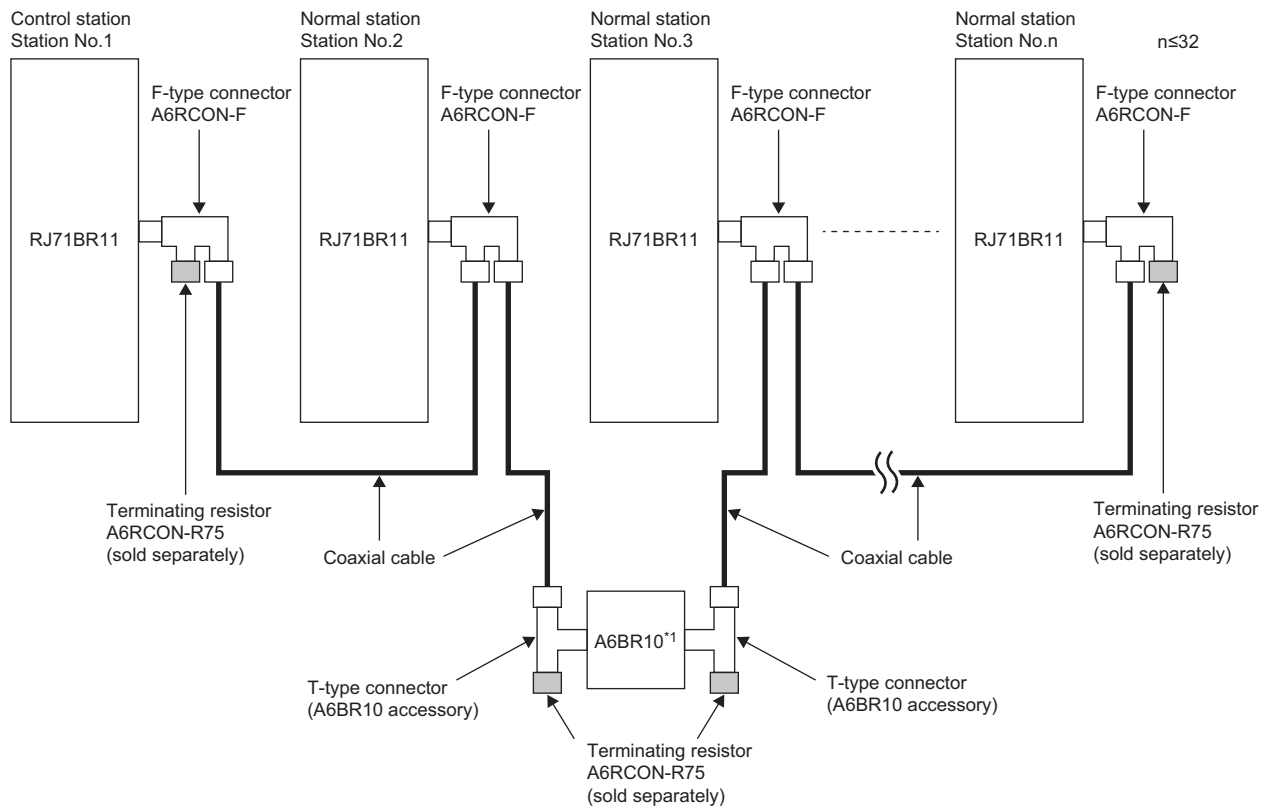 Control station
Station No.1
Normal station
Station No.2
Normal station
Station No.3
Normal station
Station No.n
n≤32
F-type connector
A6RCON-F
F-type connector
A6RCON-F
F-type connector
A6RCON-F
F-type connector
A6RCON-F
RJ71BR11
RJ71BR11
RJ71BR11
RJ71BR11
Terminating resistor
A6RCON-R75
(sold separately)
Coaxial cable
Coaxial cable
Terminating resistor
A6RCON-R75
(sold separately)
A6BR10*1
T-type connector
(A6BR10 accessory)
T-type connector
(A6BR10 accessory)
Terminating resistor
A6RCON-R75
(sold separately)